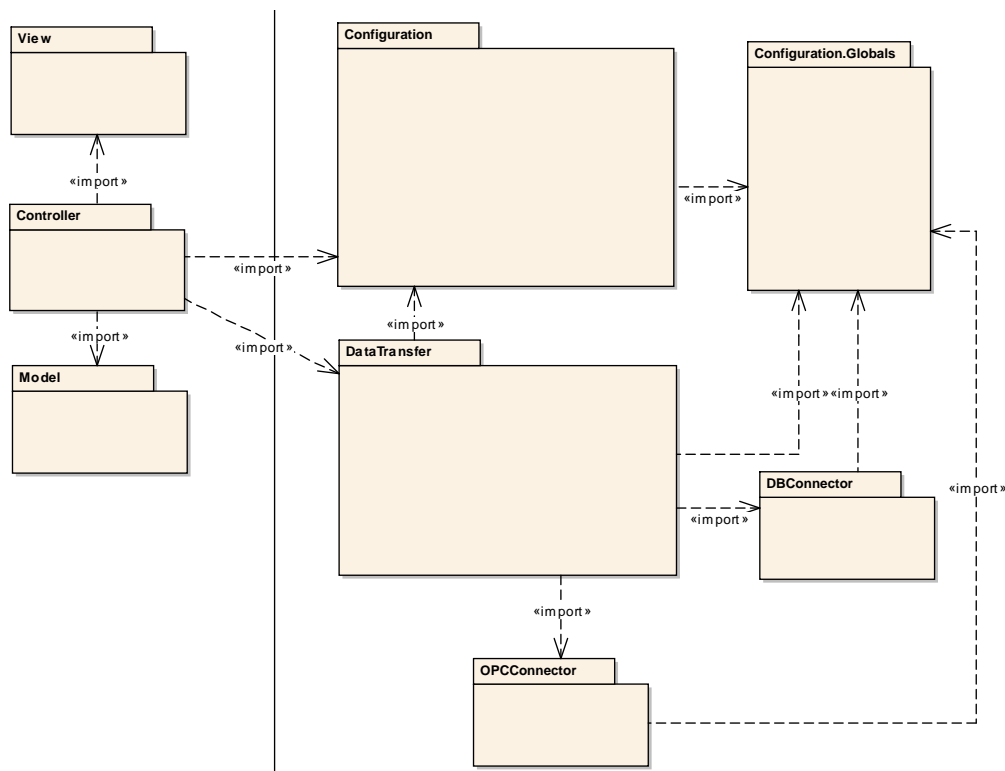 View
Configuration
Configuration.Globals
«import»
«import»
Controller
«import»
«import»
«import»
«import»
DataTransfer
Model
«import»
«import»
DBConnector
«import»
«import»
«import»
OPCConnector